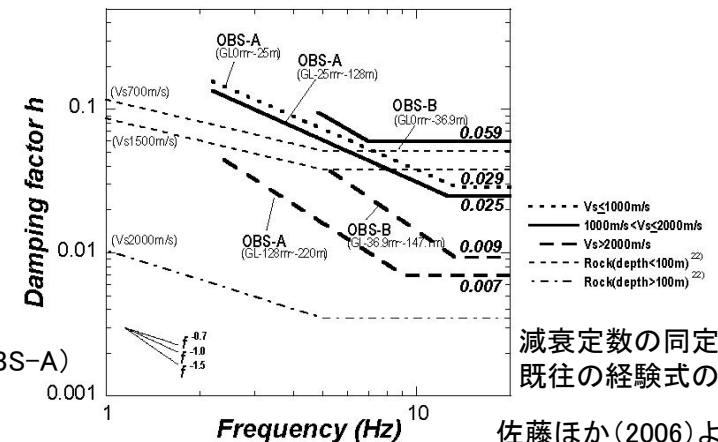 OBS-A
(GL0m~-25m)
OBS-A
(GL-25m~-128m)
(Vs700m/s)
OBS-B
(GL0m~-36.9m)
0.1
0.059
(Vs1500m/s)
0.029
0.025
Vs≤1000m/s
1000m/s<Vs≤2000m/s
Vs>2000m/s
Rock(depth<100m) 22)
Rock(depth>100m) 22)
(Vs2000m/s)
OBS-A
(GL-128m~-220m)
OBS-B
(GL-36.9m~-147.1m)
0.009
0.01
0.007
Damping factor h
f -0.7
f -1.0
f -1.5
BS-A)
0.001
1
10
Frequency (Hz)
減衰定数の同定
既往の経験式の
佐藤ほか(2006)よ